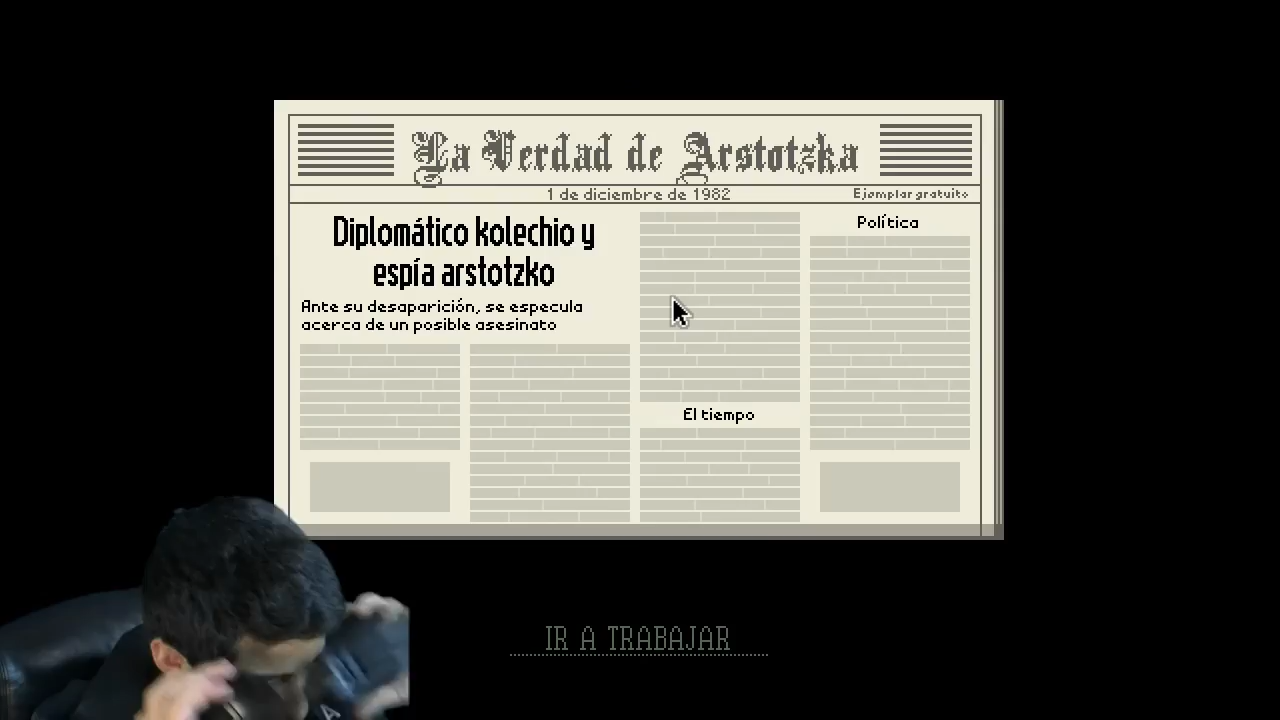 La Verdad de Arstotzka
1 de diciembre de 1982
Ejemplar gratuito
Diplomático kolechio y
espía arstotzko
Ante su desaparición, se especula
acerca de un posible asesinato
El tiempo
Política
IR A TRABAJAR